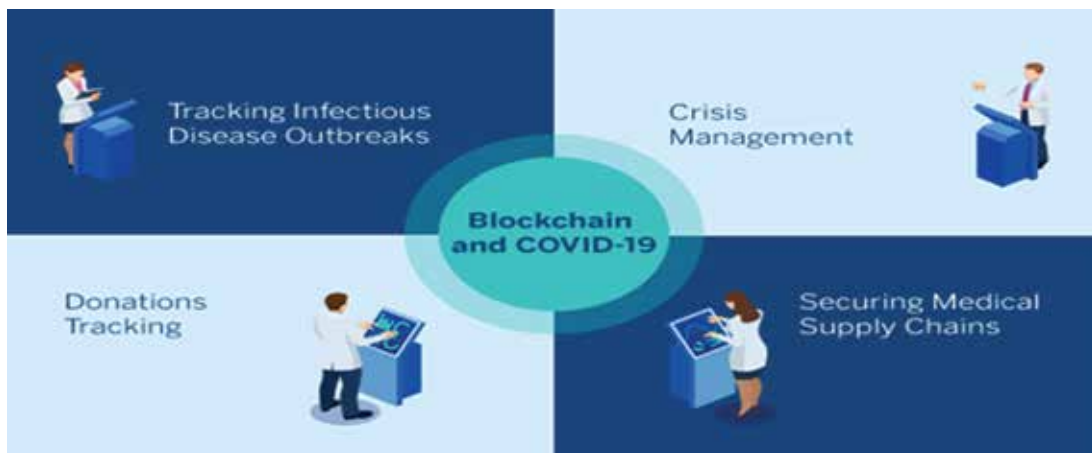 Tracking Infectious
Disease Outbreaks
Crisis
Management
Blockchain
and COVID-19
Donations
Tracking
Securing Medical
Supply Chains